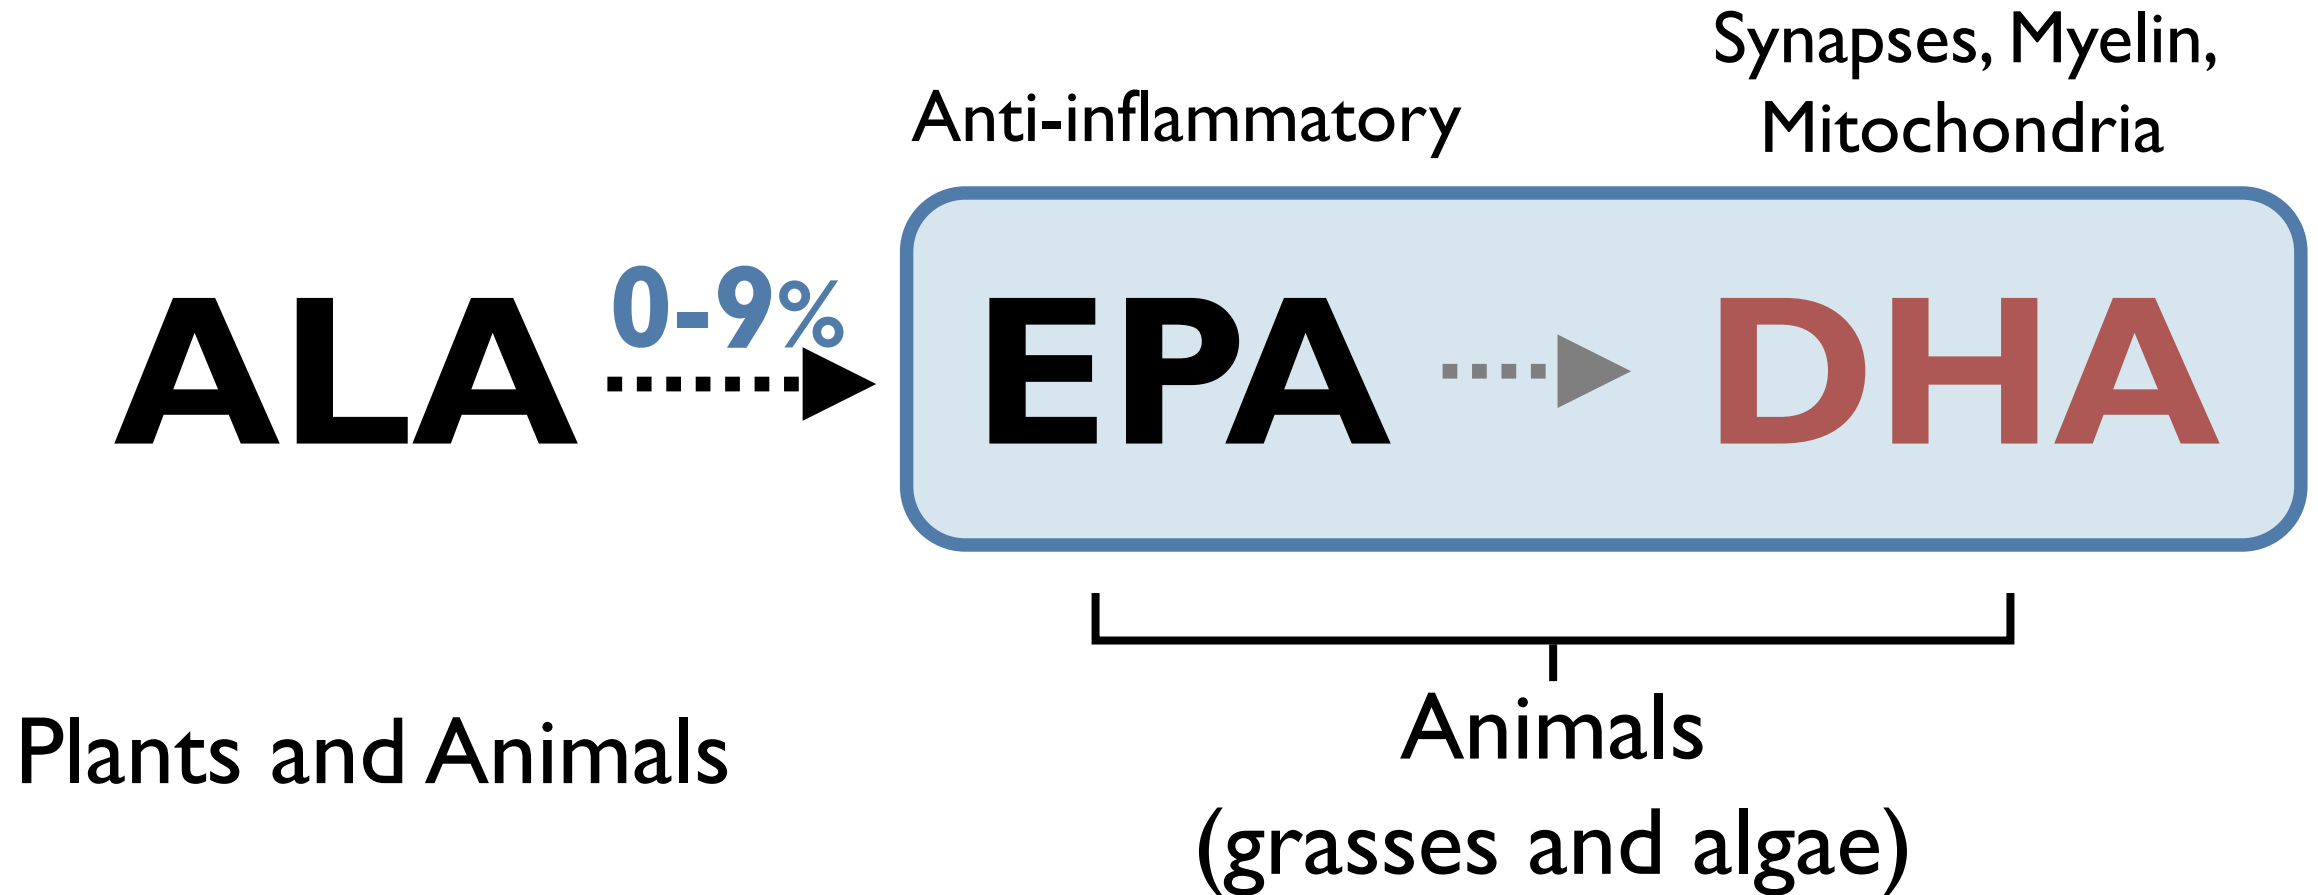 Synapses, Myelin,
Mitochondria
Anti-inflammatory
ALA
0-9%
EPA
DHA
Plants and Animals
Animals
(grasses and algae)